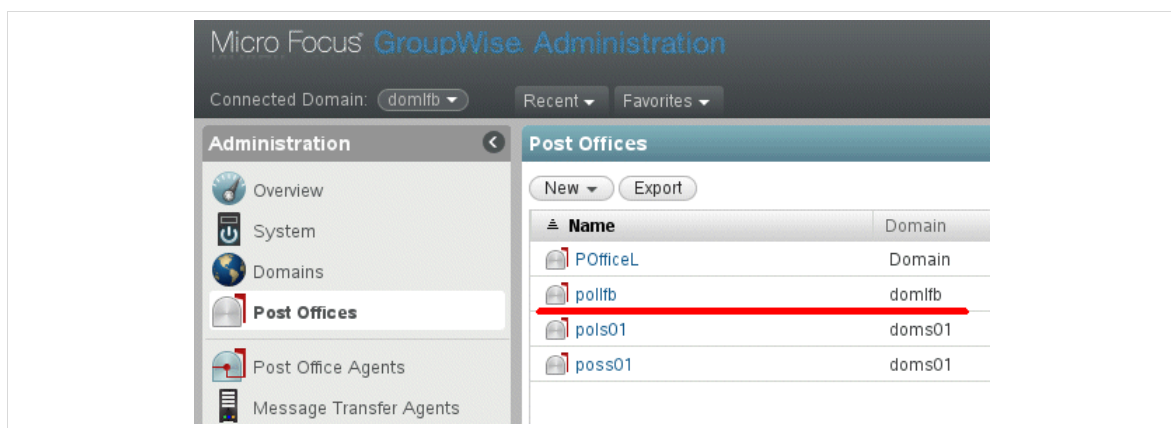 Micro Focus® GroupWise Administration
Connected Domain: domlfb Recent Favorites
Administration
Overview
System
Domains
Post Offices
Post Office Agents
Message Transfer Agents
Post Offices
New Export
Name Domain
POfficeL Domain
pollfb domlfb
pols01 doms01
poss01 doms01